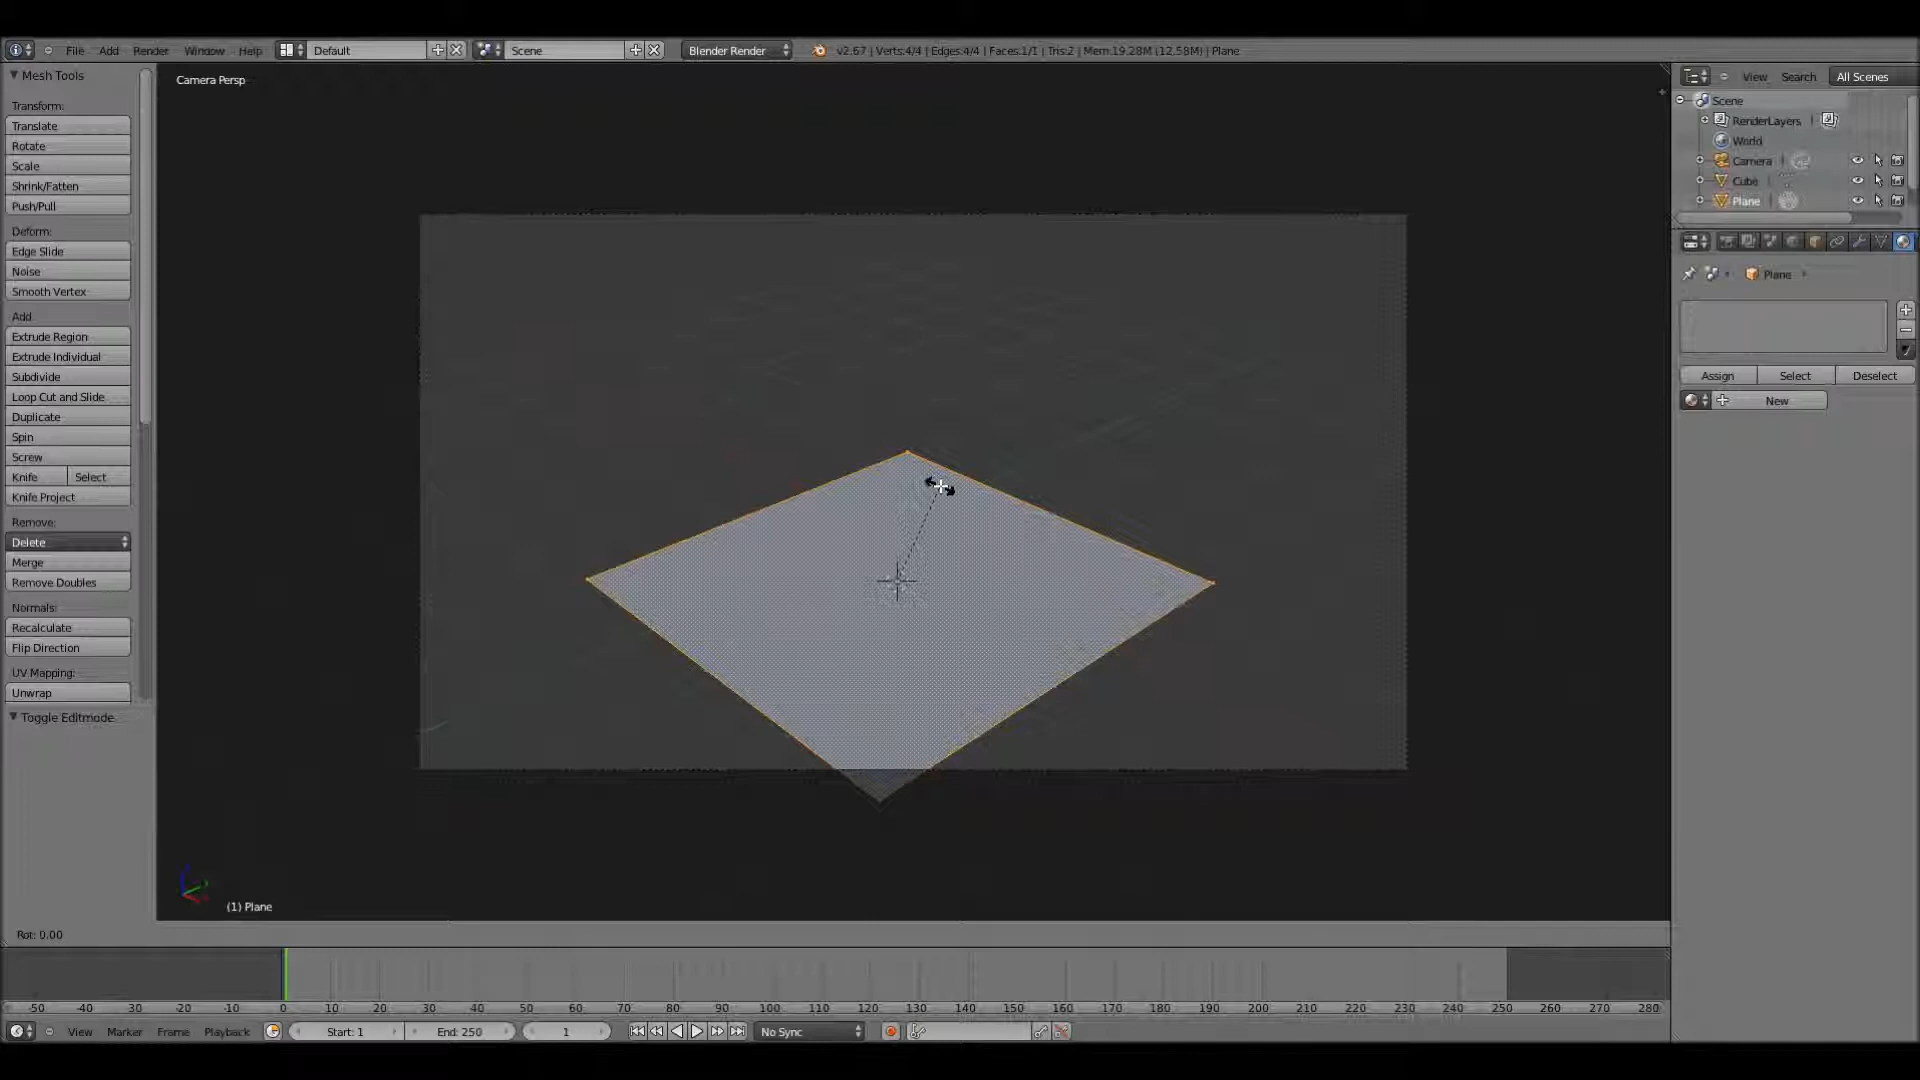 File Add Render Window Help Default Scene Blender Render v2.67 | Verts:4/4 | Edges:4/4 | Faces:1/1 | Tris:2 | Mem:19.28M (12.58M) | Plane
Mesh Tools
Transform:
Translate
Rotate
Scale
Shrink/Fatten
Push/Pull
Deform:
Edge Slide
Noise
Smooth Vertex
Add
Extrude Region
Extrude Individual
Subdivide
Loop Cut and Slide
Duplicate
Spin
Screw
Knife Select
Knife Project
Remove:
Delete
Merge
Remove Doubles
Normals:
Recalculate
Flip Direction
UV Mapping:
Unwrap
Toggle Editmode
Camera Persp
(1) Plane
View Search All Scenes
Scene
RenderLayers
World
Camera
Cube
Plane
Plane
Assign Select Deselect
New
Rot: 0.00
-50 -40 -30 -20 -10 0 10 20 30 40 50 60 70 80 90 100 110 120 130 140 150 160 170 180 190 200 210 220 230 240 250 260 270 280
View Marker Frame Playback Start: 1 End: 250 1 No Sync